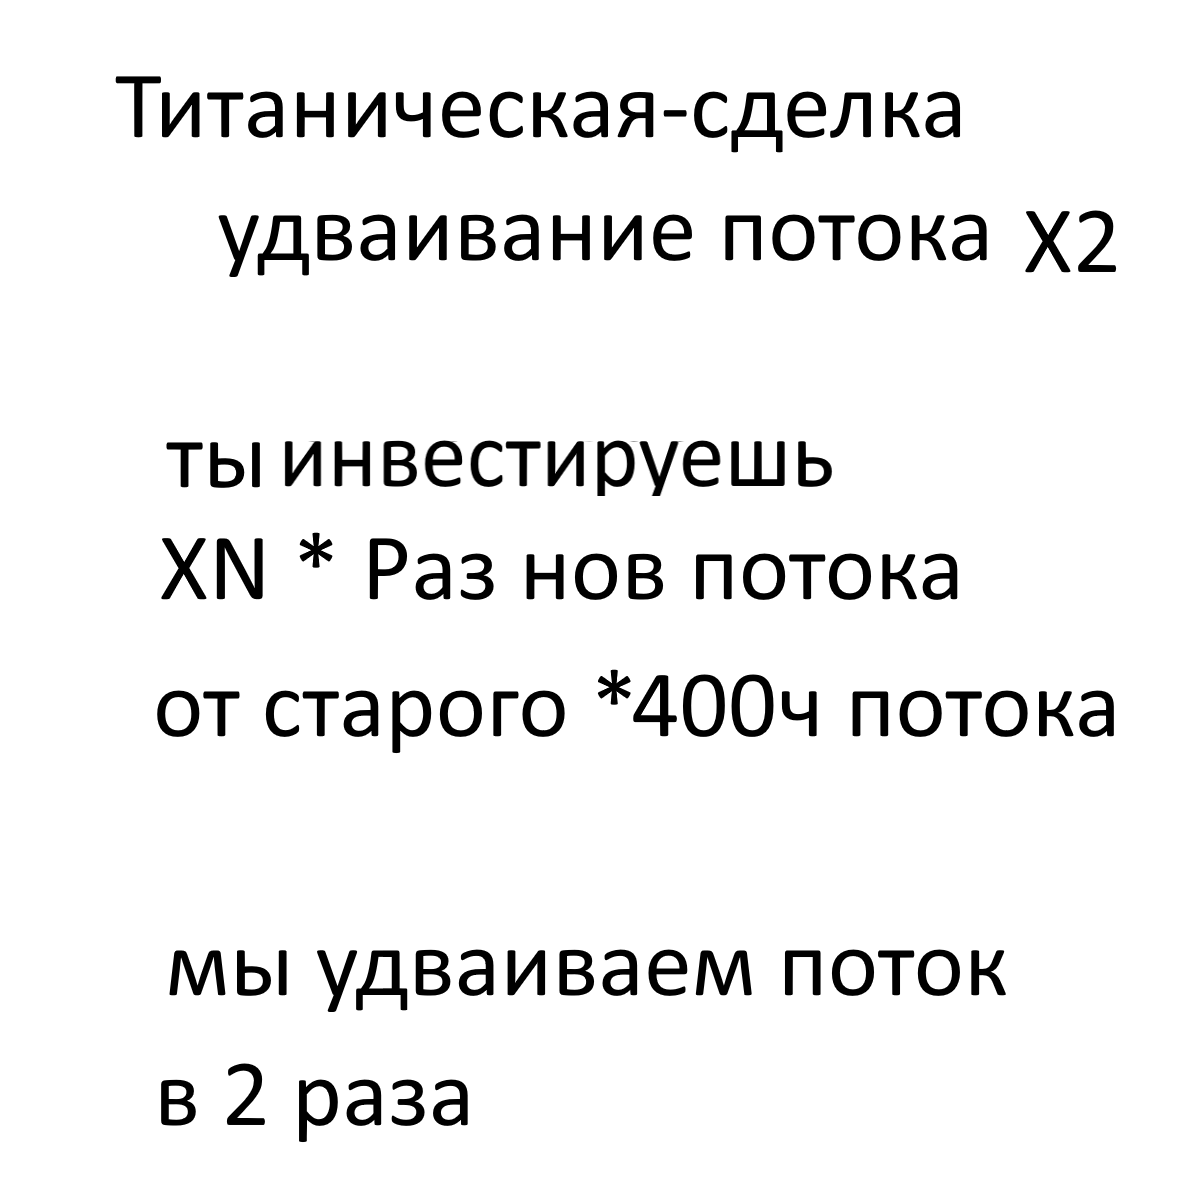 Титаническая-сделка
удваивание потока X2
ты инвестируешь
XN * Раз нов потока
от старого *400ч потока
мы удваиваем поток
в 2 раза